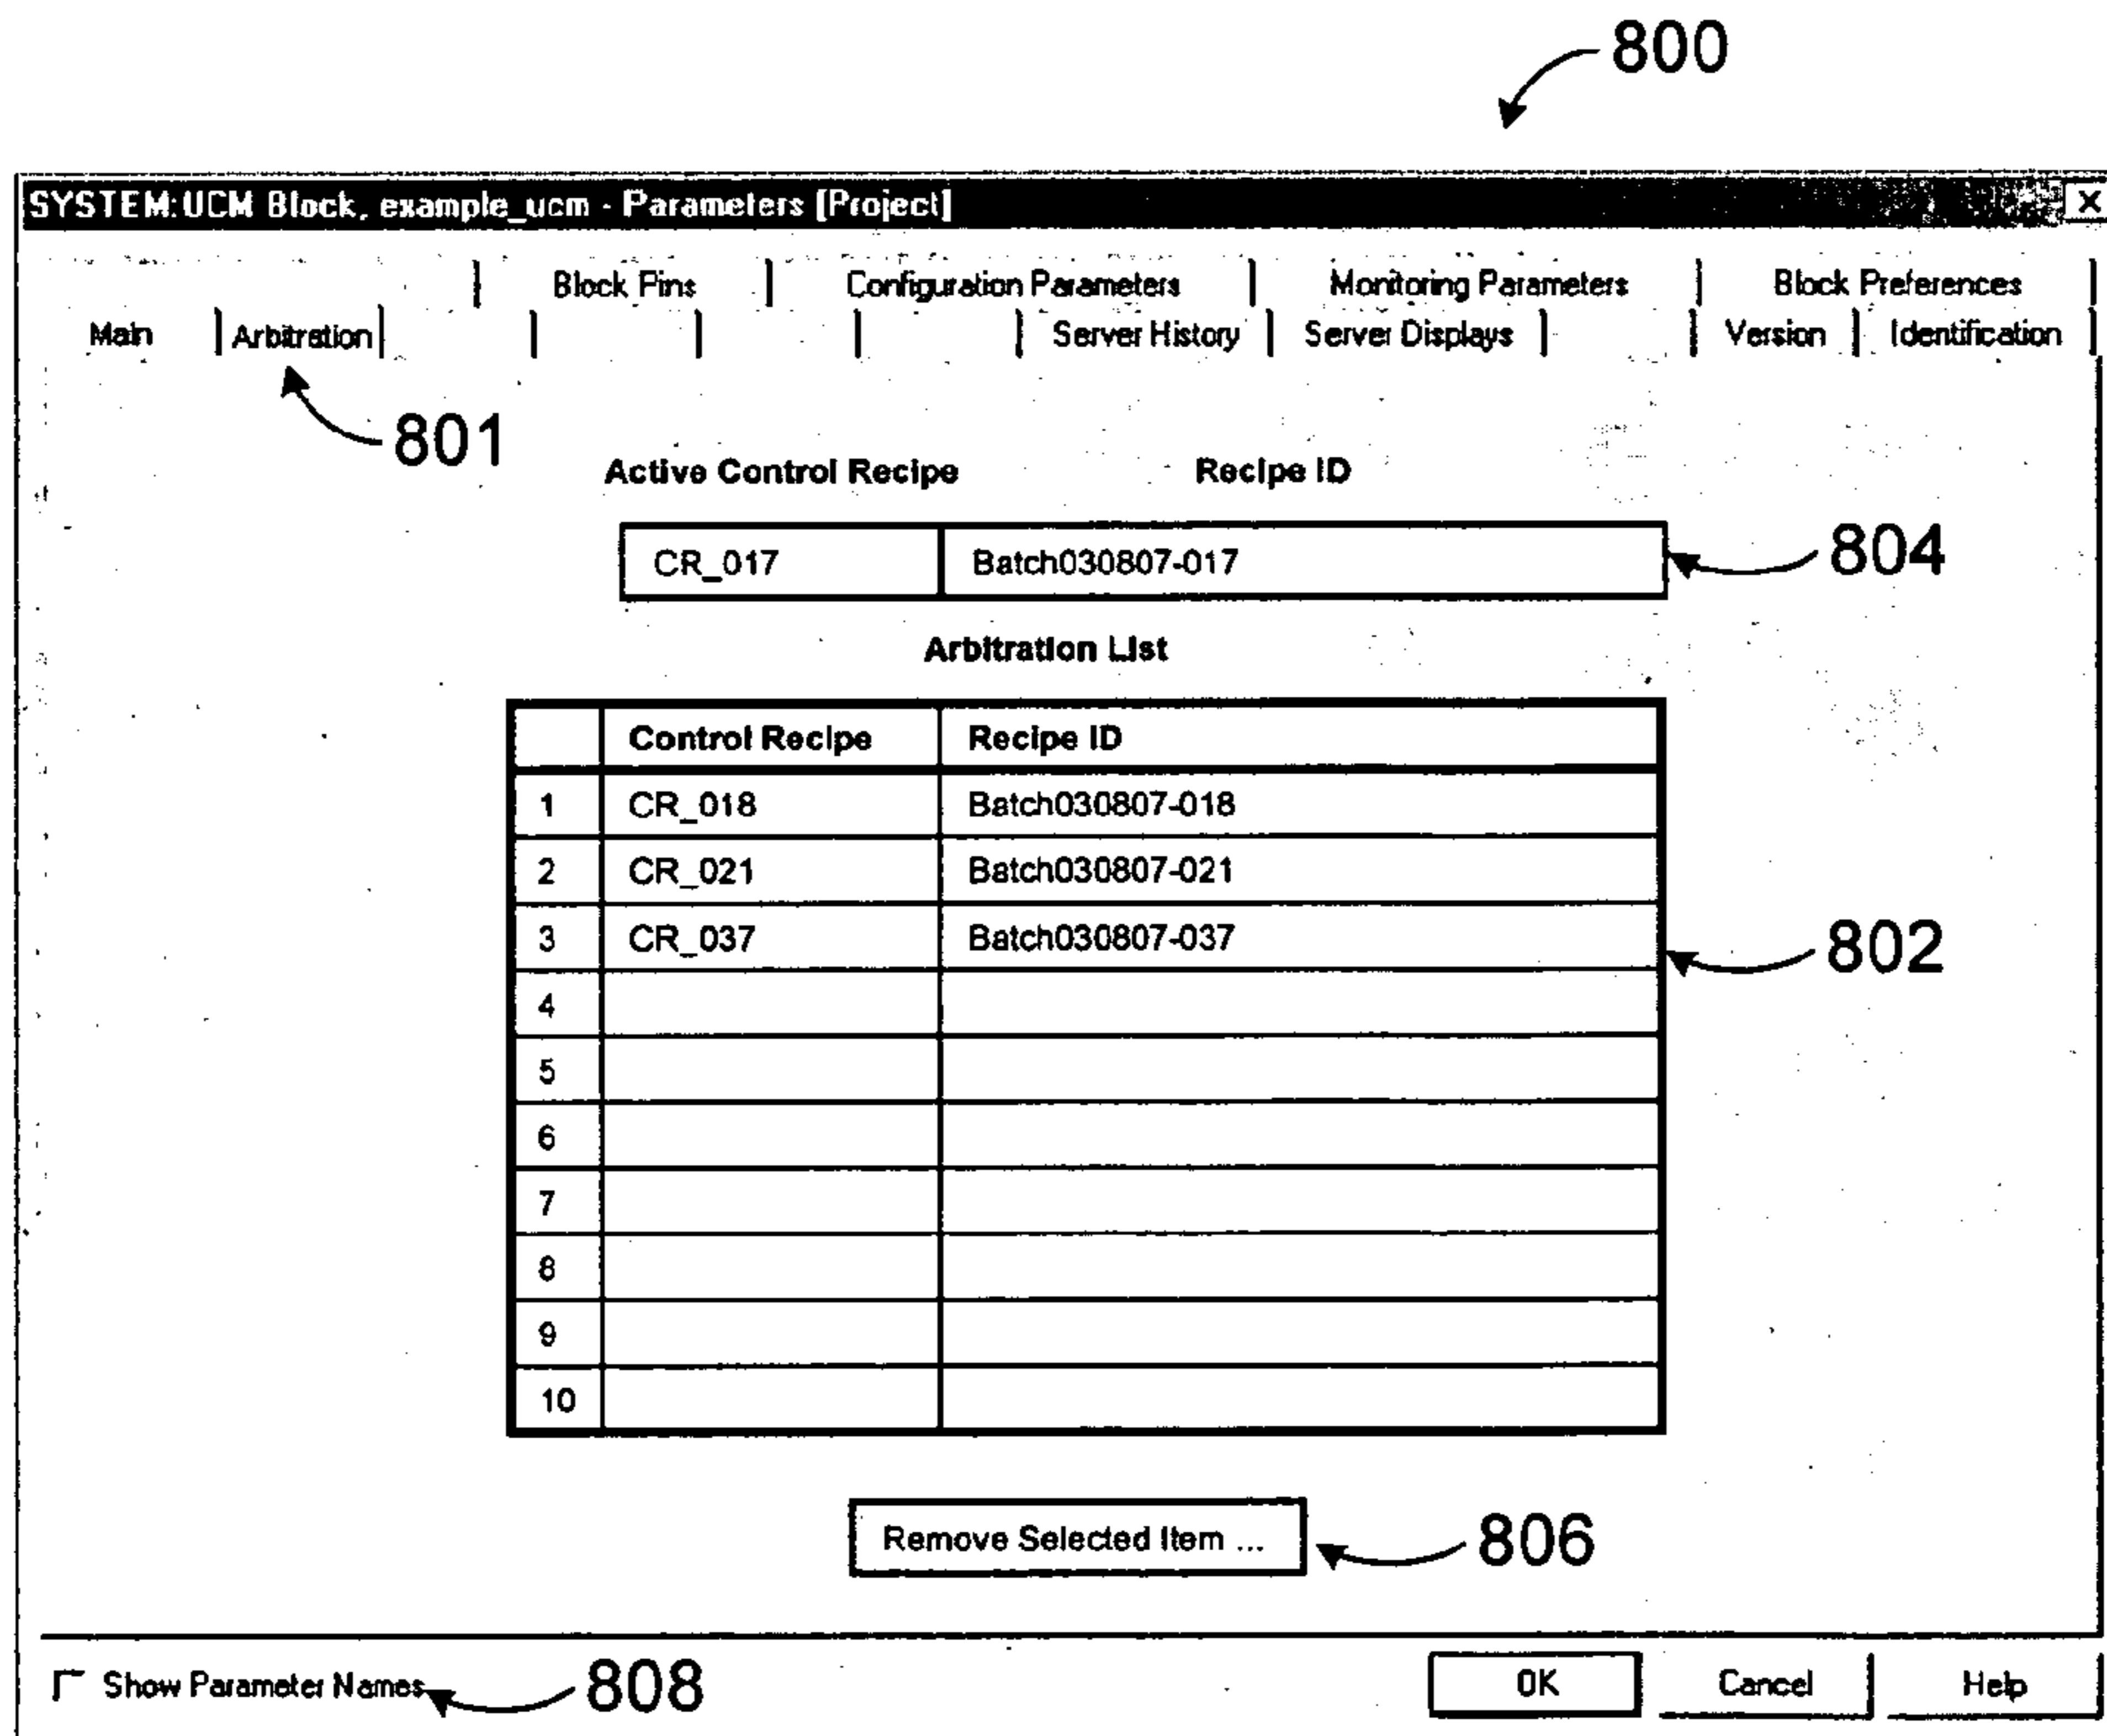 800
SYSTEM:UCM Block, example_ucm - Parameters [Project] X
Block Pins Configuration Parameters Monitoring Parameters Block Preferences
Main Arbitration Server History Server Displays Version Identification
801
Active Control Recipe Recipe ID
CR_017 Batch030807-017 804
Arbitration List
Control Recipe Recipe ID
1 CR_018 Batch030807-018
2 CR_021 Batch030807-021
3 CR_037 Batch030807-037 802
4
5
6
7
8
9
10
Remove Selected Item ... 806
Show Parameter Names 808 OK Cancel Help